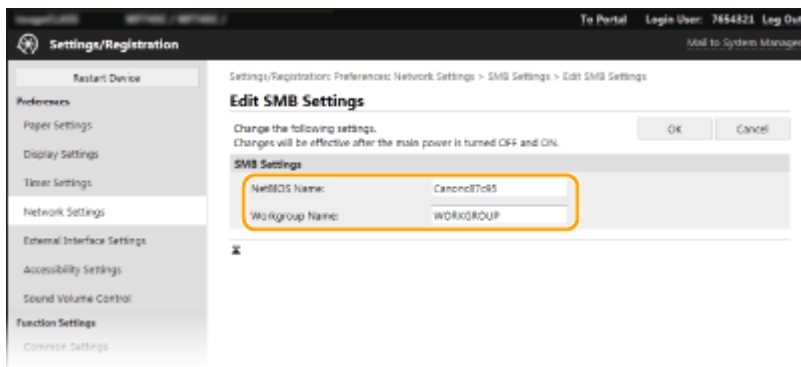 To Portal Login User: 7654321 Log Out
Settings/Registration
Mail to System Manager
Restart Device
Preferences
Paper Settings
Display Settings
Timer Settings
Network Settings
External Interface Settings
Accessibility Settings
Sound Volume Control
Function Settings
Common Settings
Settings/Registration: Preferences: Network Settings > SMB Settings > Edit SMB Settings
Edit SMB Settings
Change the following settings.
Changes will be effective after the main power is turned OFF and ON.
OK Cancel
SMB Settings
NetBIOS Name:
Workgroup Name: WORKGROUP